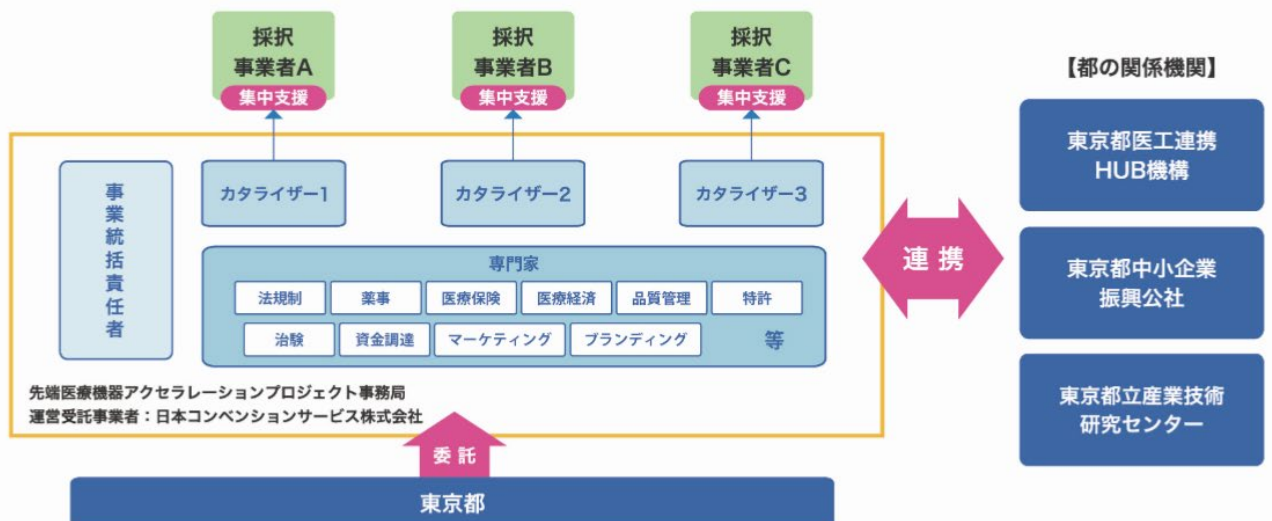 採択
事業者A
集中支援
採択
事業者B
集中支援
採択
事業者C
集中支援
【都の関係機関】
東京都医工連携
HUB機構
東京都中小企業
振興公社
東京都立産業技術
研究センター
事業統括責任者
カタライザー1
カタライザー2
カタライザー3
専門家
法規制
薬事
医療保険
医療経済
品質管理
特許
治験
資金調達
マーケティング
ブランディング
等
連携
先端医療機器アクセラレーションプロジェクト事務局
運営受託事業者：日本コンベンションサービス株式会社
委託
東京都